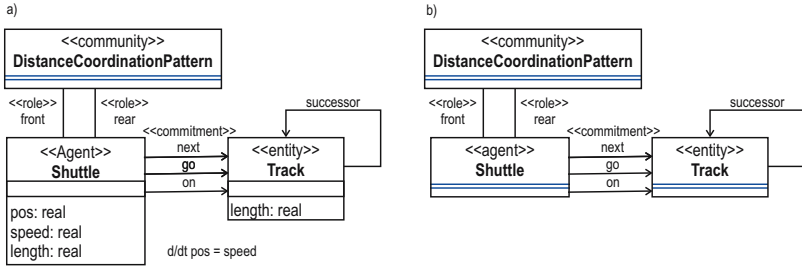 a)
<<community>>
DistanceCoordinationPattern
<<role>>
front
<<role>>
rear
<<commitment>>
next
go
on
successor
<<Agent>>
Shuttle
pos: real
speed: real
length: real
<<entity>>
Track
length: real
d/dt pos = speed
b)
<<community>>
DistanceCoordinationPattern
<<role>>
front
<<role>>
rear
<<commitment>>
next
go
on
successor
<<agent>>
Shuttle
<<entity>>
Track